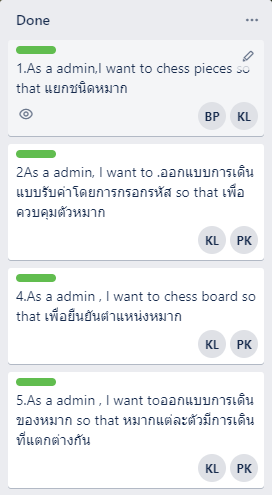 Done
1.As a admin,I want to chess pieces so
that แยกชนิดหมาก
BP KL
2As a admin, I want to .ออกแบบการเดิน
แบบรับค่าโดยการกรอกรหัส so that เพื่อ
ควบคุมตัวหมาก
KL PK
4.As a admin , I want to chess board so
that เพื่อยืนยันตำแหน่งหมาก
KL PK
5.As a admin , I want toออกแบบการเดิน
ของหมาก so that หมากแต่ละตัวมีการเดิน
ที่แตกต่างกัน
KL PK